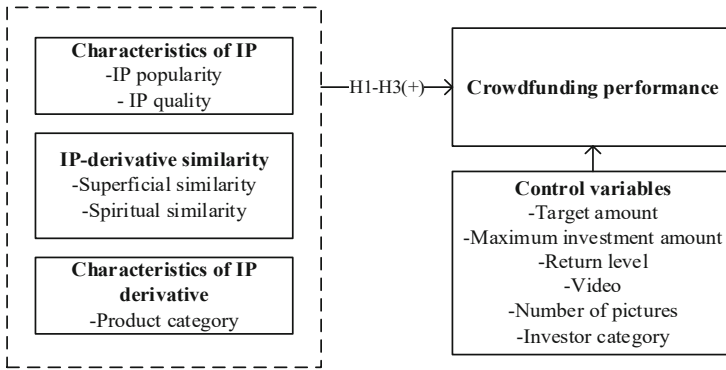 Characteristics of IP
-IP popularity
- IP quality
IP-derivative similarity
-Superficial similarity
-Spiritual similarity
Characteristics of IP
derivative
-Product category
H1-H3(+)
Crowdfunding performance
Control variables
-Target amount
-Maximum investment amount
-Return level
-Video
-Number of pictures
-Investor category